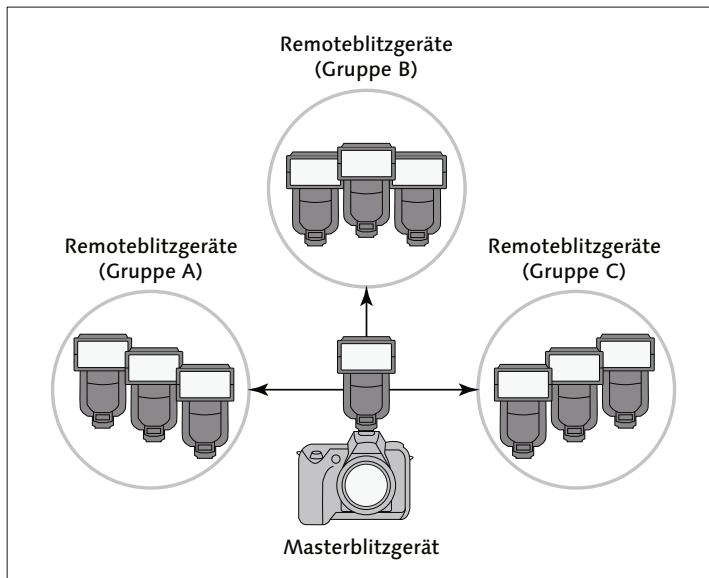 Remoteblitzgeräte
(Gruppe B)
Remoteblitzgeräte
(Gruppe A)
Remoteblitzgeräte
(Gruppe C)
Masterblitzgerät